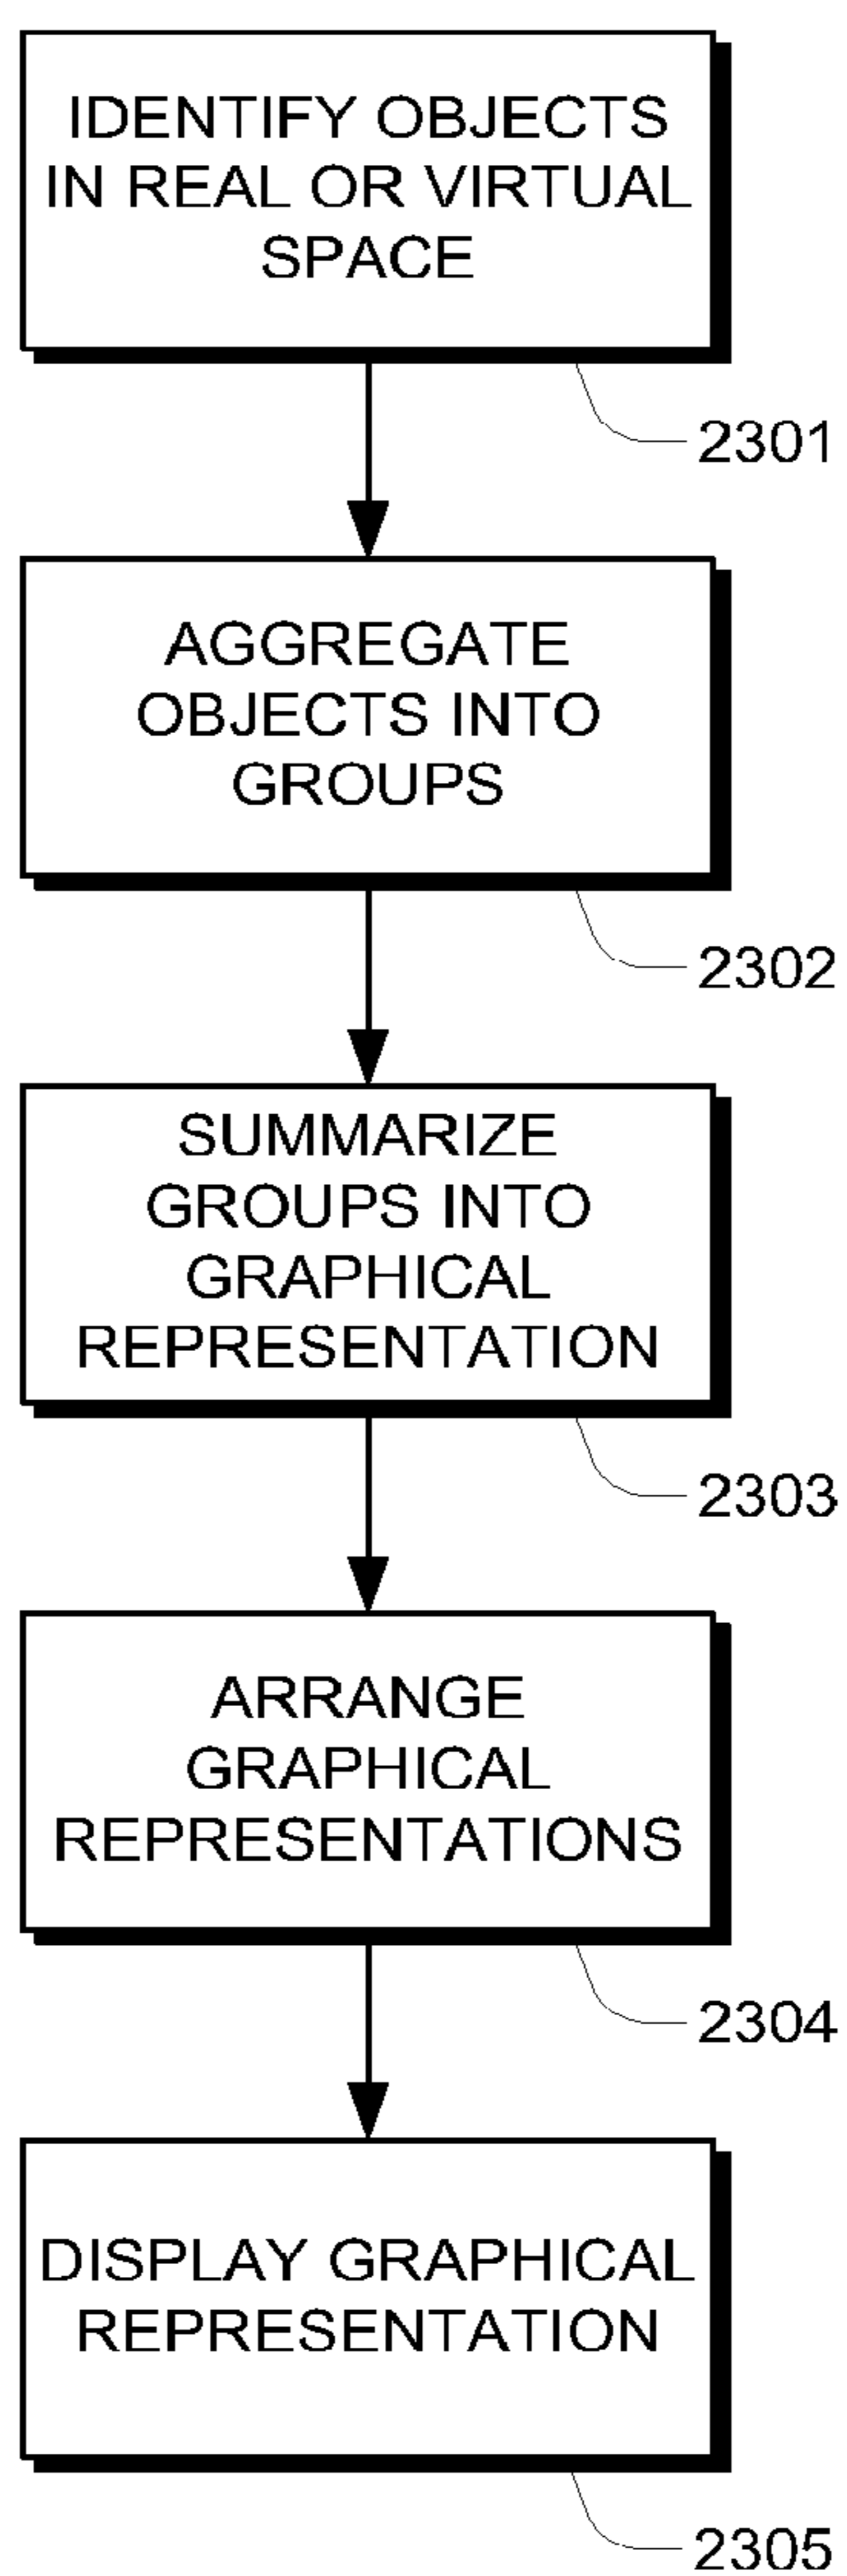 IDENTIFY OBJECTS
IN REAL OR VIRTUAL
SPACE
2301
AGGREGATE
OBJECTS INTO
GROUPS
2302
SUMMARIZE
GROUPS INTO
GRAPHICAL
REPRESENTATION
2303
ARRANGE
GRAPHICAL
REPRESENTATIONS
2304
DISPLAY GRAPHICAL
REPRESENTATION
2305